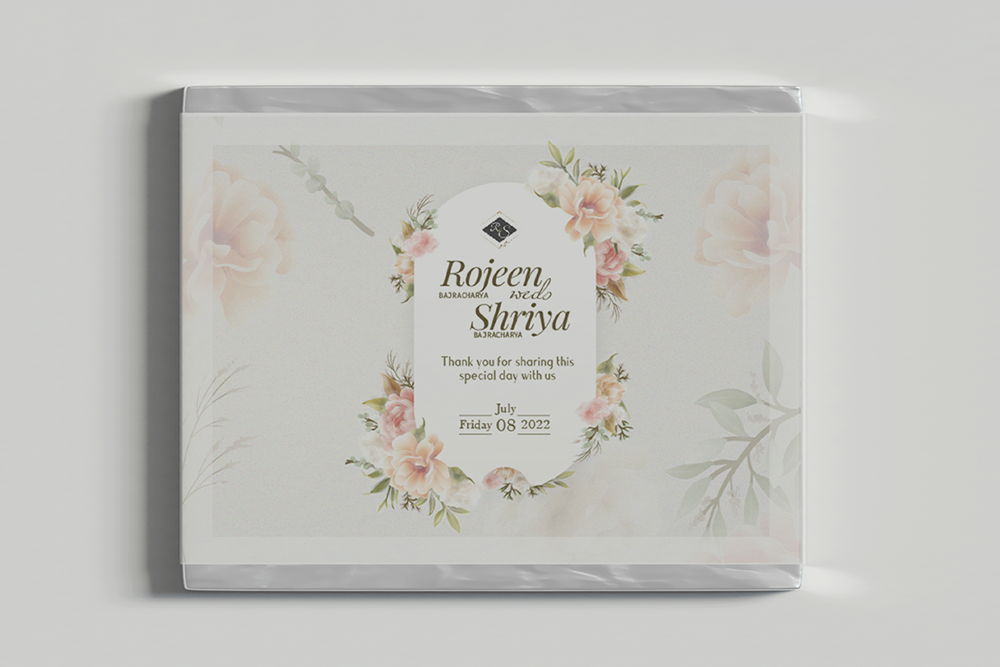 R S
Rojeen
BAJRACHARYA weds
Shriya
BAJRACHARYA
Thank you for sharing this
special day with us
July
Friday 08 2022